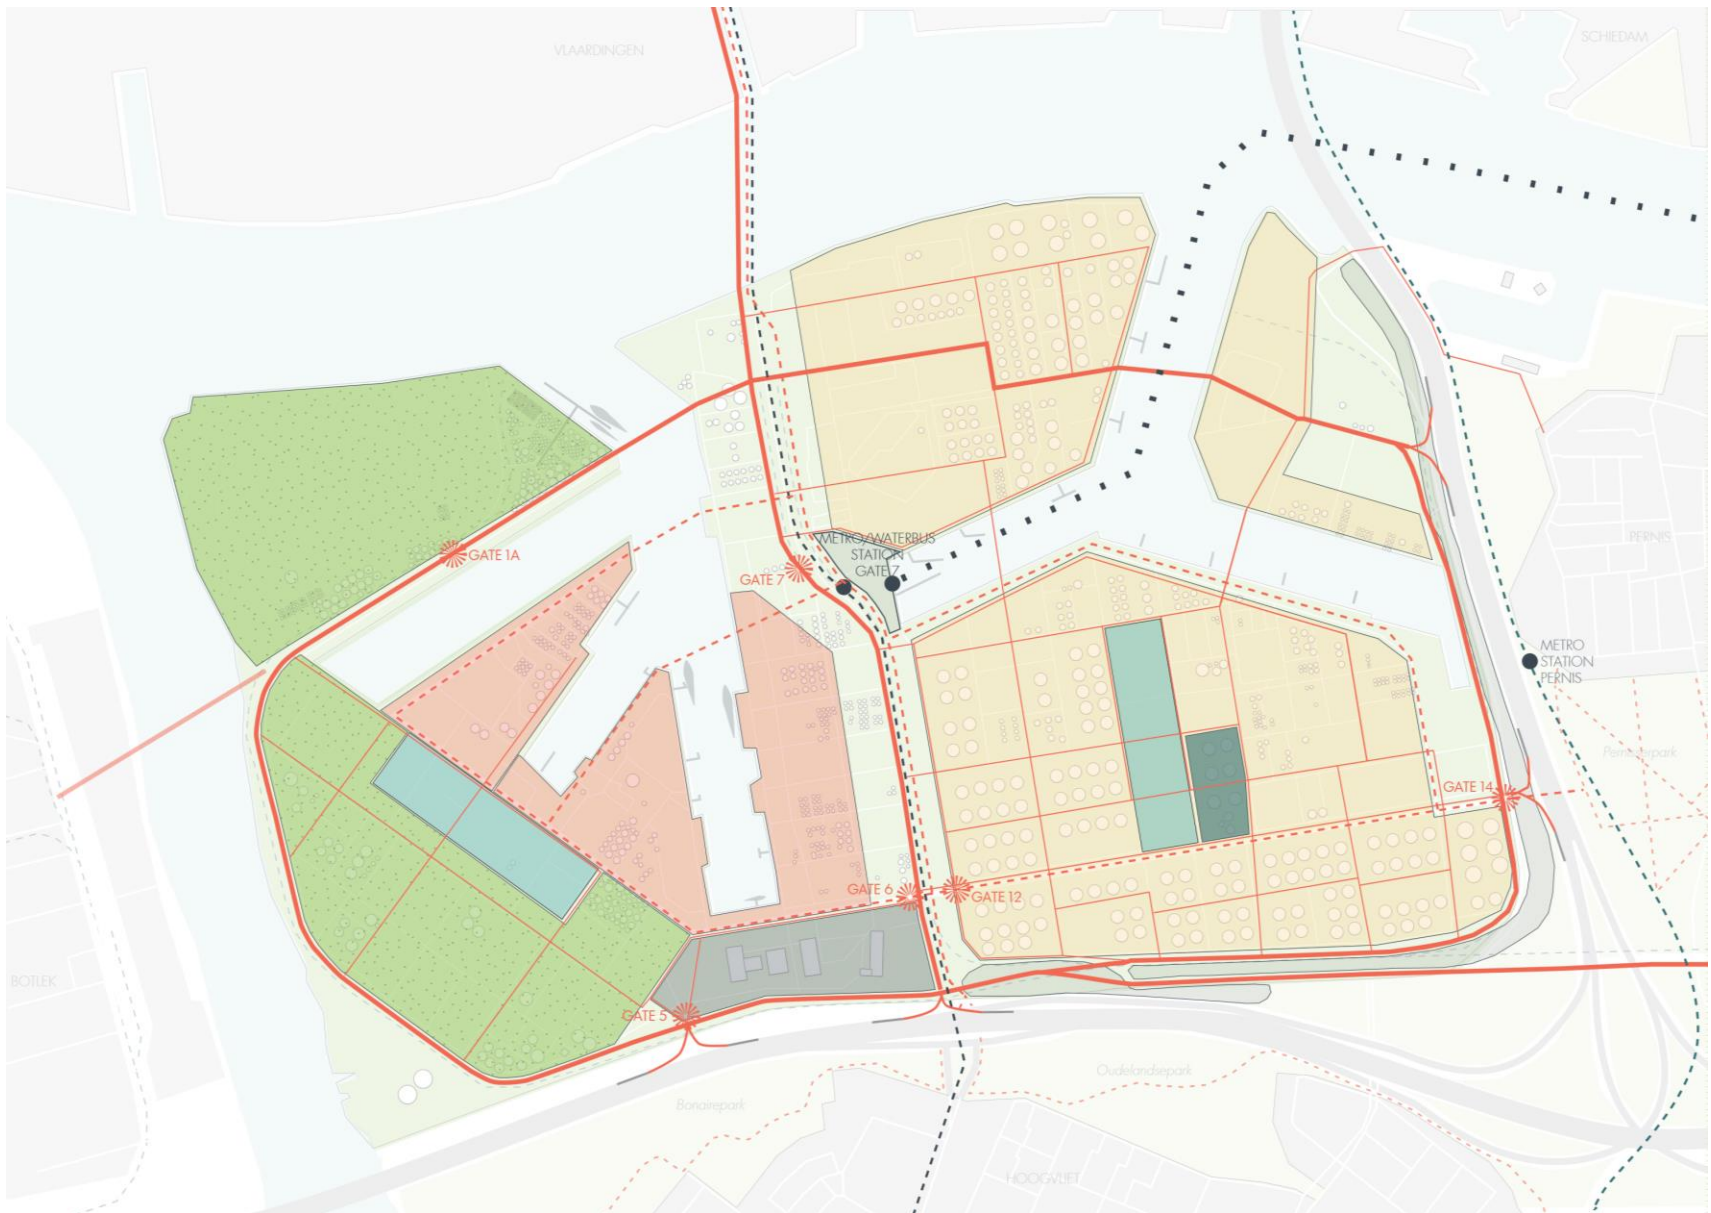 VLAARDINGEN
SCHIEDAM
METRO/WATERBUS
STATION
GATE 7
GATE 1A
GATE 7
PERNIS
METRO
STATION
PERNIS
Pernisserpark
GATE 14
GATE 6
GATE 12
BOTLEK
GATE 5
Oudelandsepark
Bonairepark
HOOGVLIET